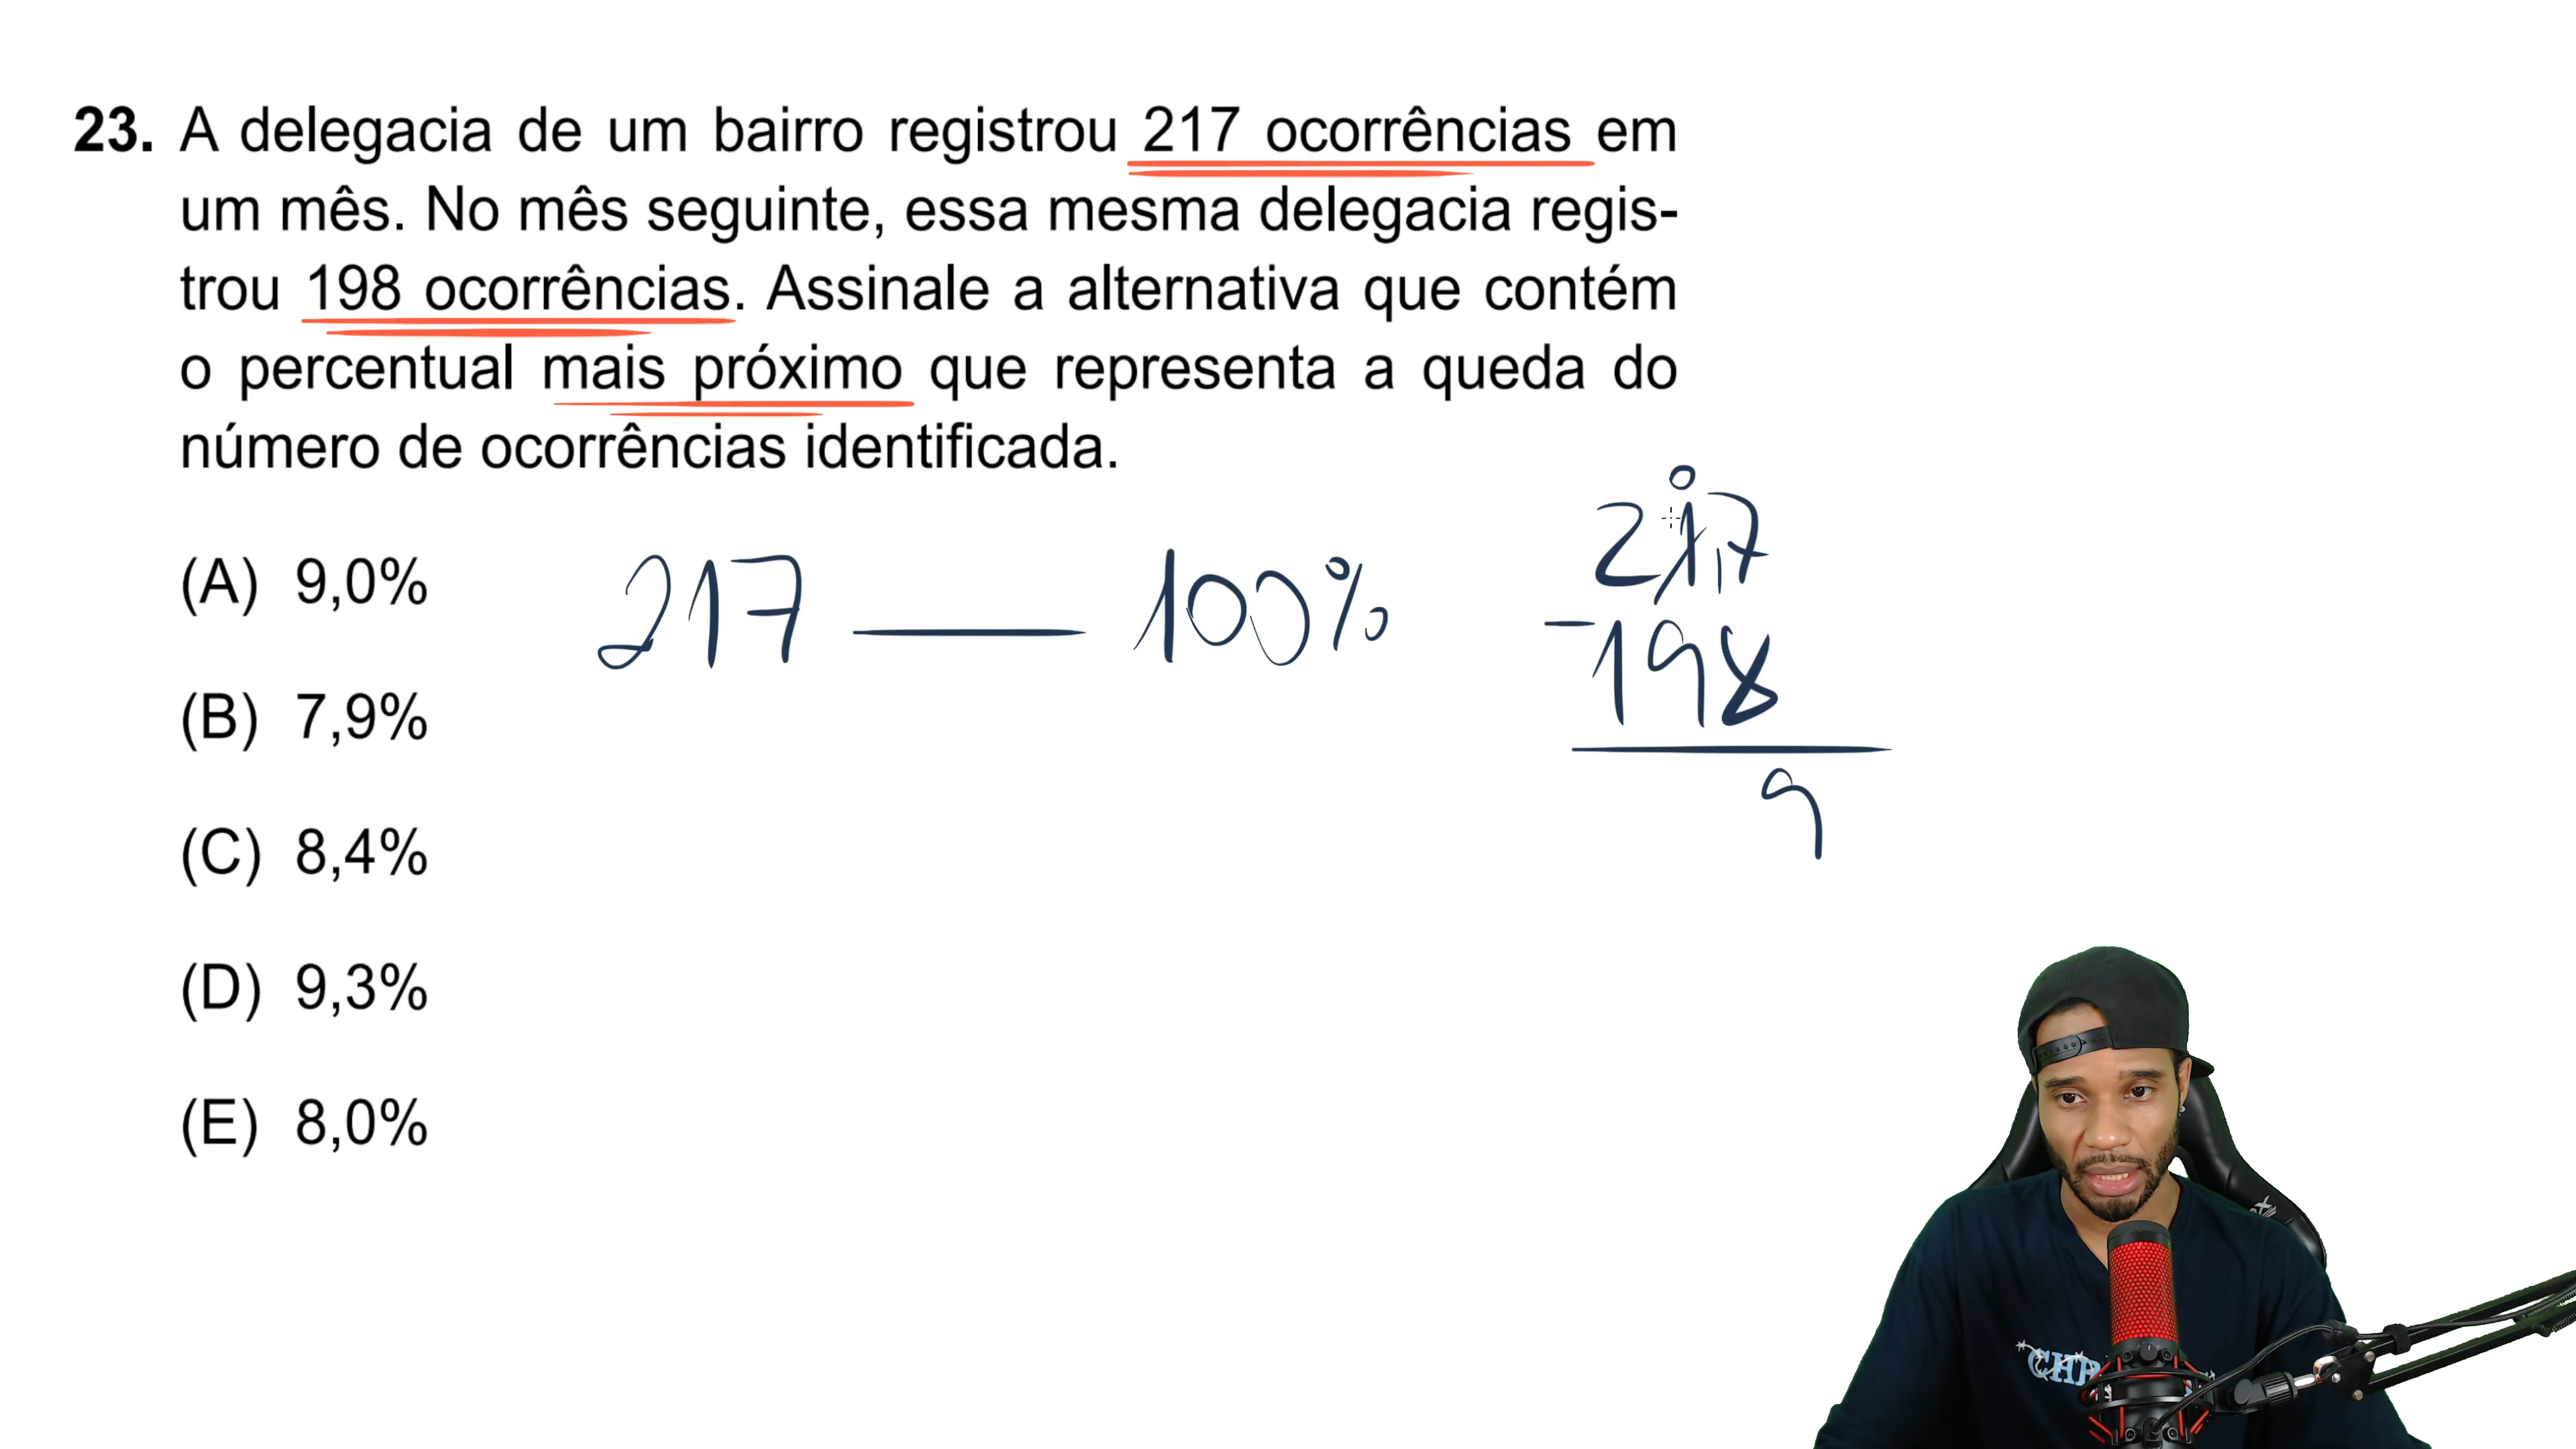 23. A delegacia de um bairro registrou 217 ocorrências em
um mês. No mês seguinte, essa mesma delegacia regis-
trou 198 ocorrências. Assinale a alternativa que contém
o percentual mais próximo que representa a queda do
número de ocorrências identificada.
(A) 9,0%
(B) 7,9%
(C) 8,4%
(D) 9,3%
(E) 8,0%
217 — 100%
0
217
-198
9